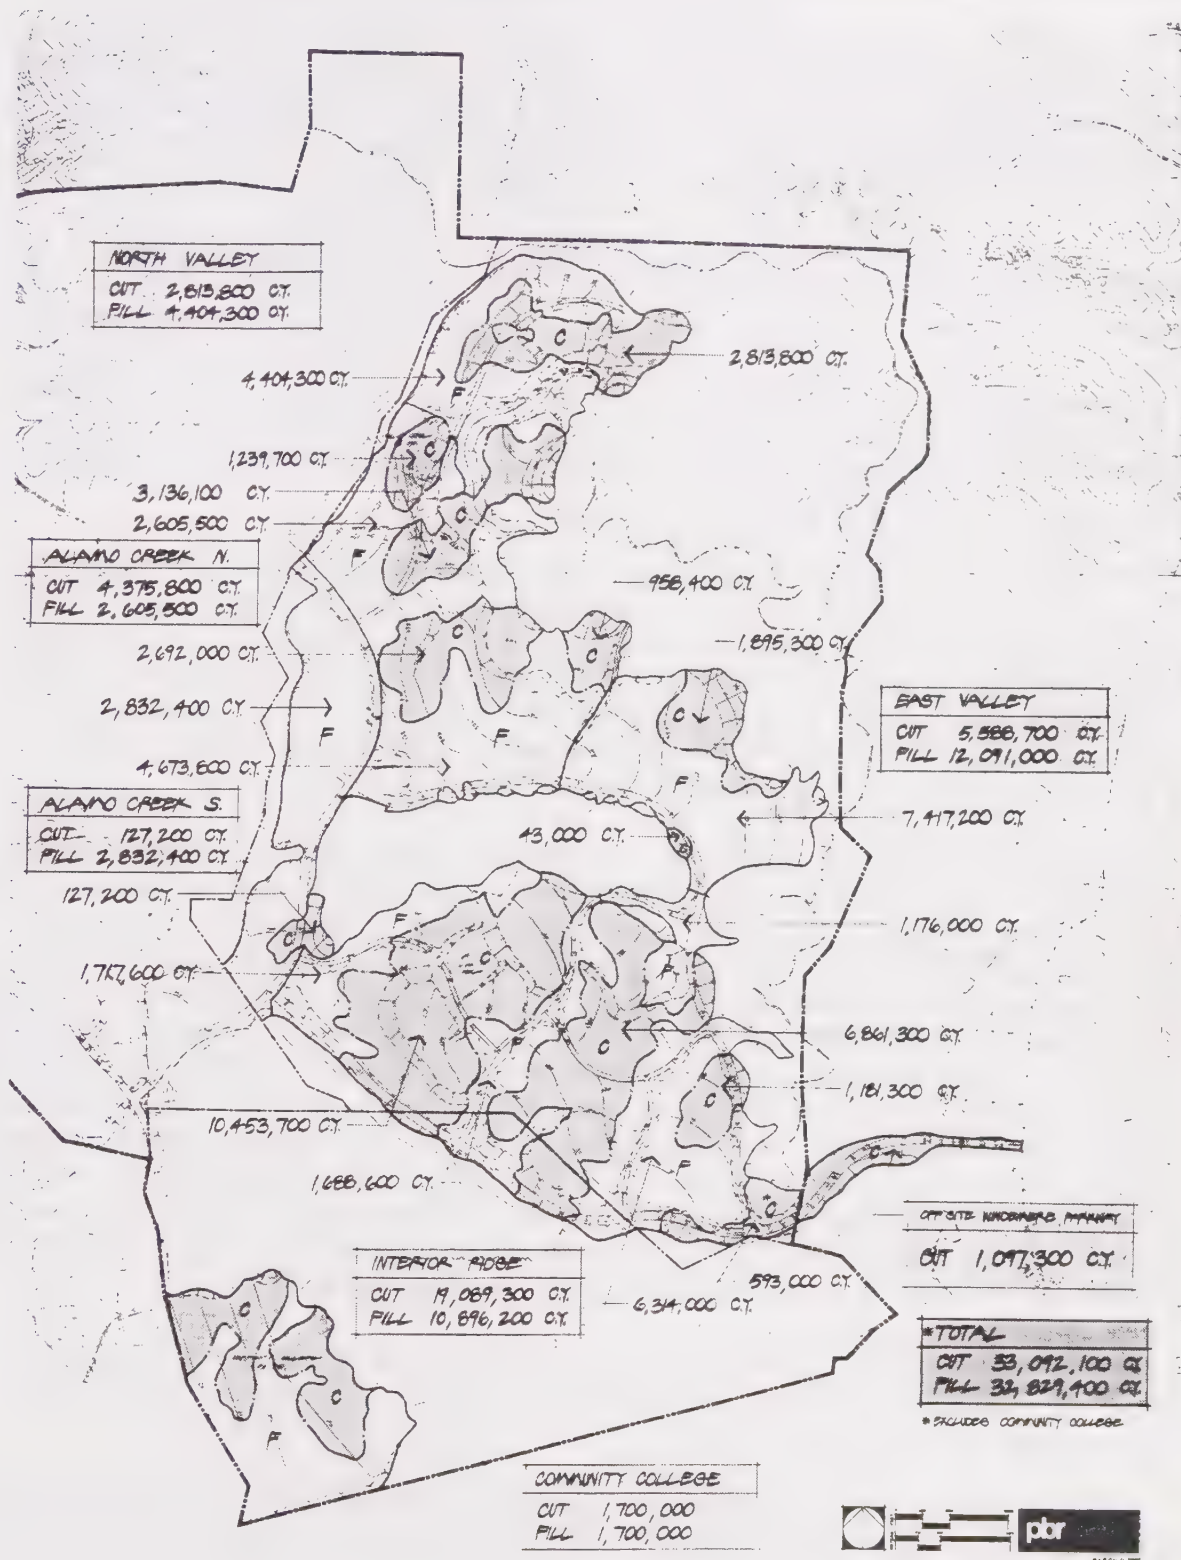 NORTH VALLEY
CUT 2,813,800 C.Y.
FILL 4,404,300 C.Y.
C
2,813,800 C.Y.
4,404,300 C.Y.
F
1,239,700 C.Y.
C
3,136,100 C.Y.
C
2,605,500 C.Y.
F
ALAMO CREEK N.
CUT 4,375,800 C.Y.
FILL 2,605,500 C.Y.
958,400 C.Y.
C
1,895,300 C.Y.
2,692,000 C.Y.
C
2,832,400 C.Y.
F
F
C
EAST VALLEY
CUT 5,588,700 C.Y.
FILL 12,091,000 C.Y.
4,673,800 C.Y.
F
ALAMO CREEK S.
CUT 127,200 C.Y.
FILL 2,832,400 C.Y.
43,000 C.Y.
7,417,200 C.Y.
127,200 C.Y.
C
F
1,176,000 C.Y.
1,717,600 C.Y.
C
F
F
C
6,861,300 C.Y.
C
1,181,300 C.Y.
10,453,700 C.Y.
C
1,688,600 C.Y.
F
C
OFF SITE WINDEMERE PARKWAY
CUT 1,097,300 C.Y.
INTERIOR RIDGE
CUT 19,089,300 C.Y.
FILL 10,896,200 C.Y.
593,000 C.Y.
6,314,000 C.Y.
C
C
F
*TOTAL
CUT 33,092,100 CY
FILL 32,829,400 CY
*EXCLUDES COMMUNITY COLLEGE
COMMUNITY COLLEGE
CUT 1,700,000
FILL 1,700,000
pbr